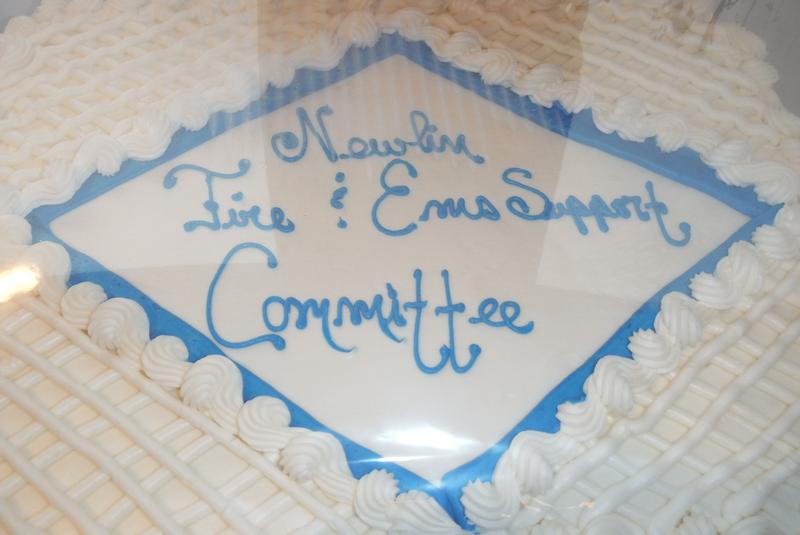 Newlin
Fire & Ems Support
Committee